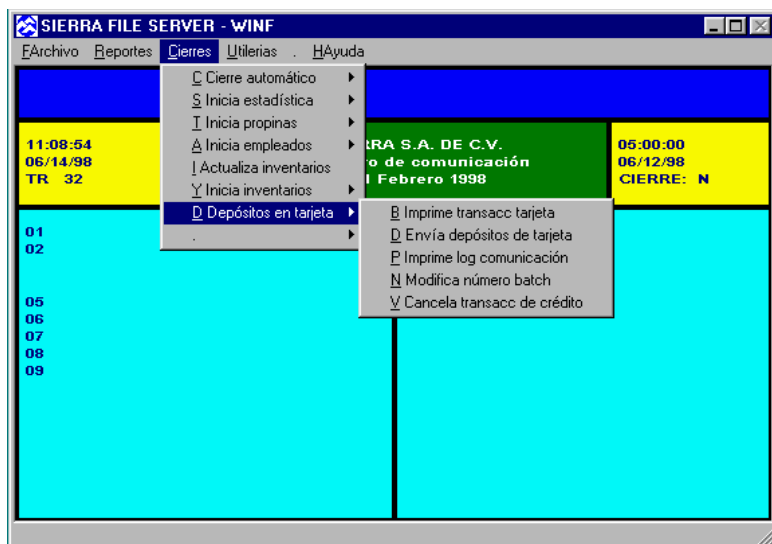 SIERRA FILE SERVER - WINF
FArchivo Reportes Cierres Utilerias . HAyuda
C Cierre automático
S Inicia estadística
T Inicia propinas
A Inicia empleados
I Actualiza inventarios
Y Inicia inventarios
D Depósitos en tarjeta
.
B Imprime transacc tarjeta
D Envía depósitos de tarjeta
P Imprime log comunicación
N Modifica número batch
V Cancela transacc de crédito
11:08:54
06/14/98
TR 32
S.A. DE C.V.
de comunicación
Febrero 1998
05:00:00
06/12/98
CIERRE: N
01
02
05
06
07
08
09